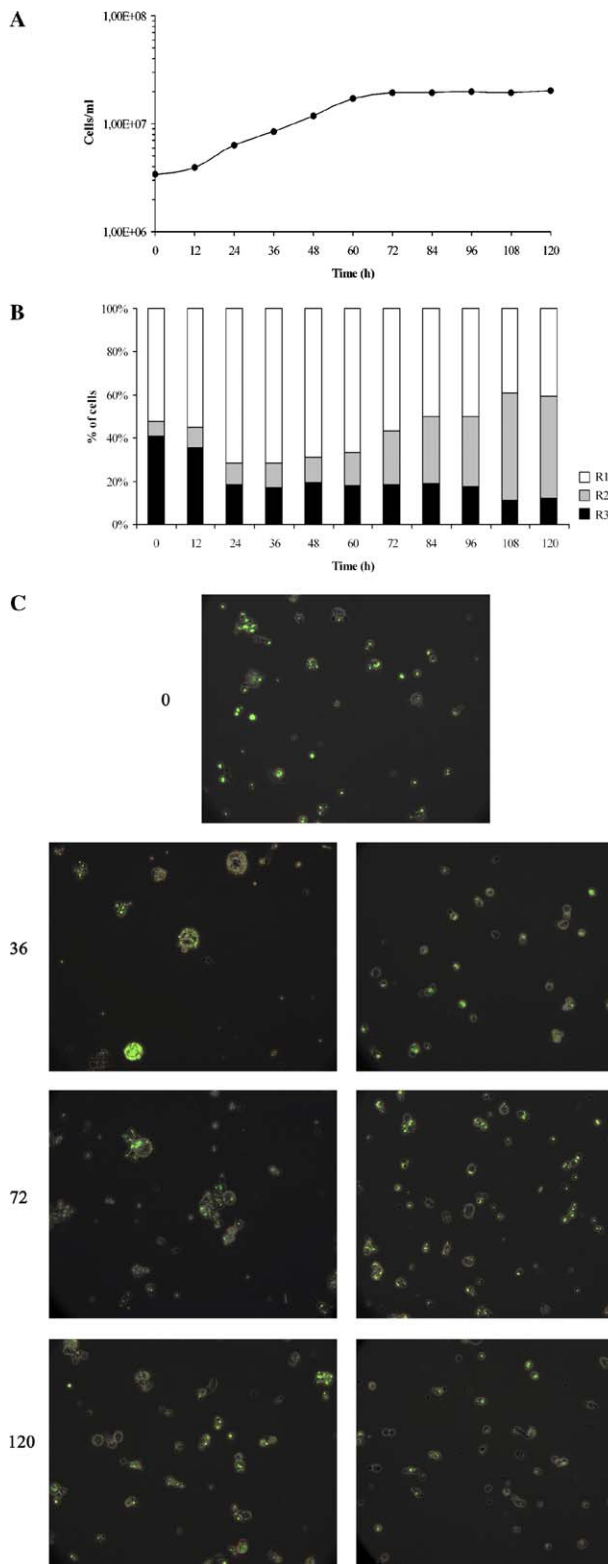 A
1,00E+08
1,00E+07
1,00E+06
Cells/ml
0 12 24 36 48 60 72 84 96 108 120
Time (h)
B
100%
80%
60%
40%
20%
0%
% of cells
R1
R2
R3
0 12 24 36 48 60 72 84 96 108 120
Time (h)
C
0
36
72
120